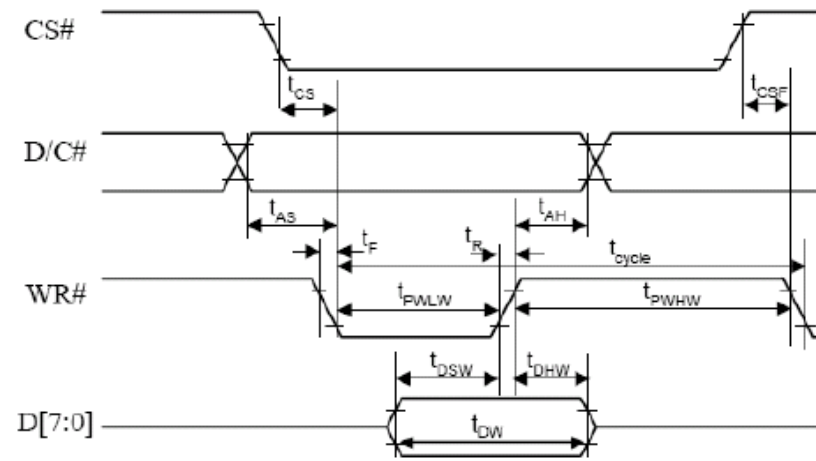 CS#
t_CS t_CSF
D/C#
t_AS t_AH
t_F t_R t_cycle
WR#
t_PWLW t_PWHW
t_DSW t_DHW
D[7:0]
t_DW